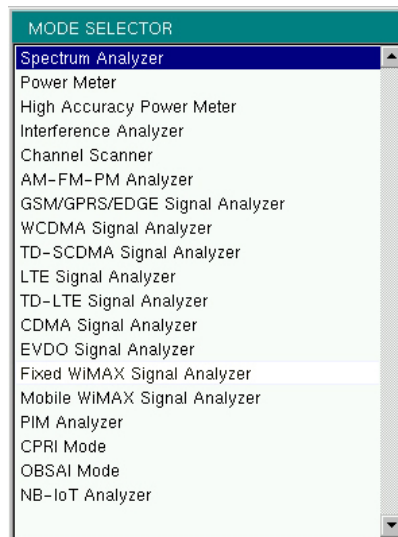 MODE SELECTOR
Spectrum Analyzer
Power Meter
High Accuracy Power Meter
Interference Analyzer
Channel Scanner
AM-FM-PM Analyzer
GSM/GPRS/EDGE Signal Analyzer
WCDMA Signal Analyzer
TD-SCDMA Signal Analyzer
LTE Signal Analyzer
TD-LTE Signal Analyzer
CDMA Signal Analyzer
EVDO Signal Analyzer
Fixed WiMAX Signal Analyzer
Mobile WiMAX Signal Analyzer
PIM Analyzer
CPRI Mode
OBSAI Mode
NB-IoT Analyzer